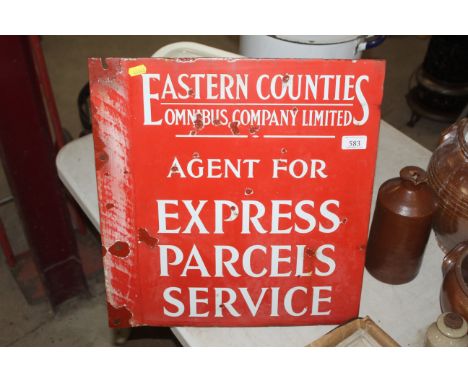 EASTERN COUNTIES
OMNIBUS COMPANY LIMITED
583
AGENT FOR
EXPRESS
PARCELS
SERVICE